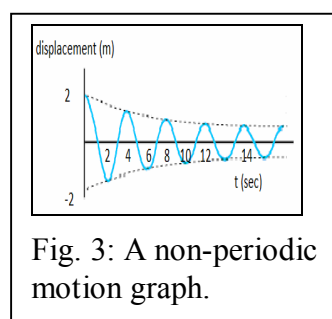 displacement (m)
2
2 4 6 8 10 12 14
t (sec)
-2
Fig. 3: A non-periodic
motion graph.